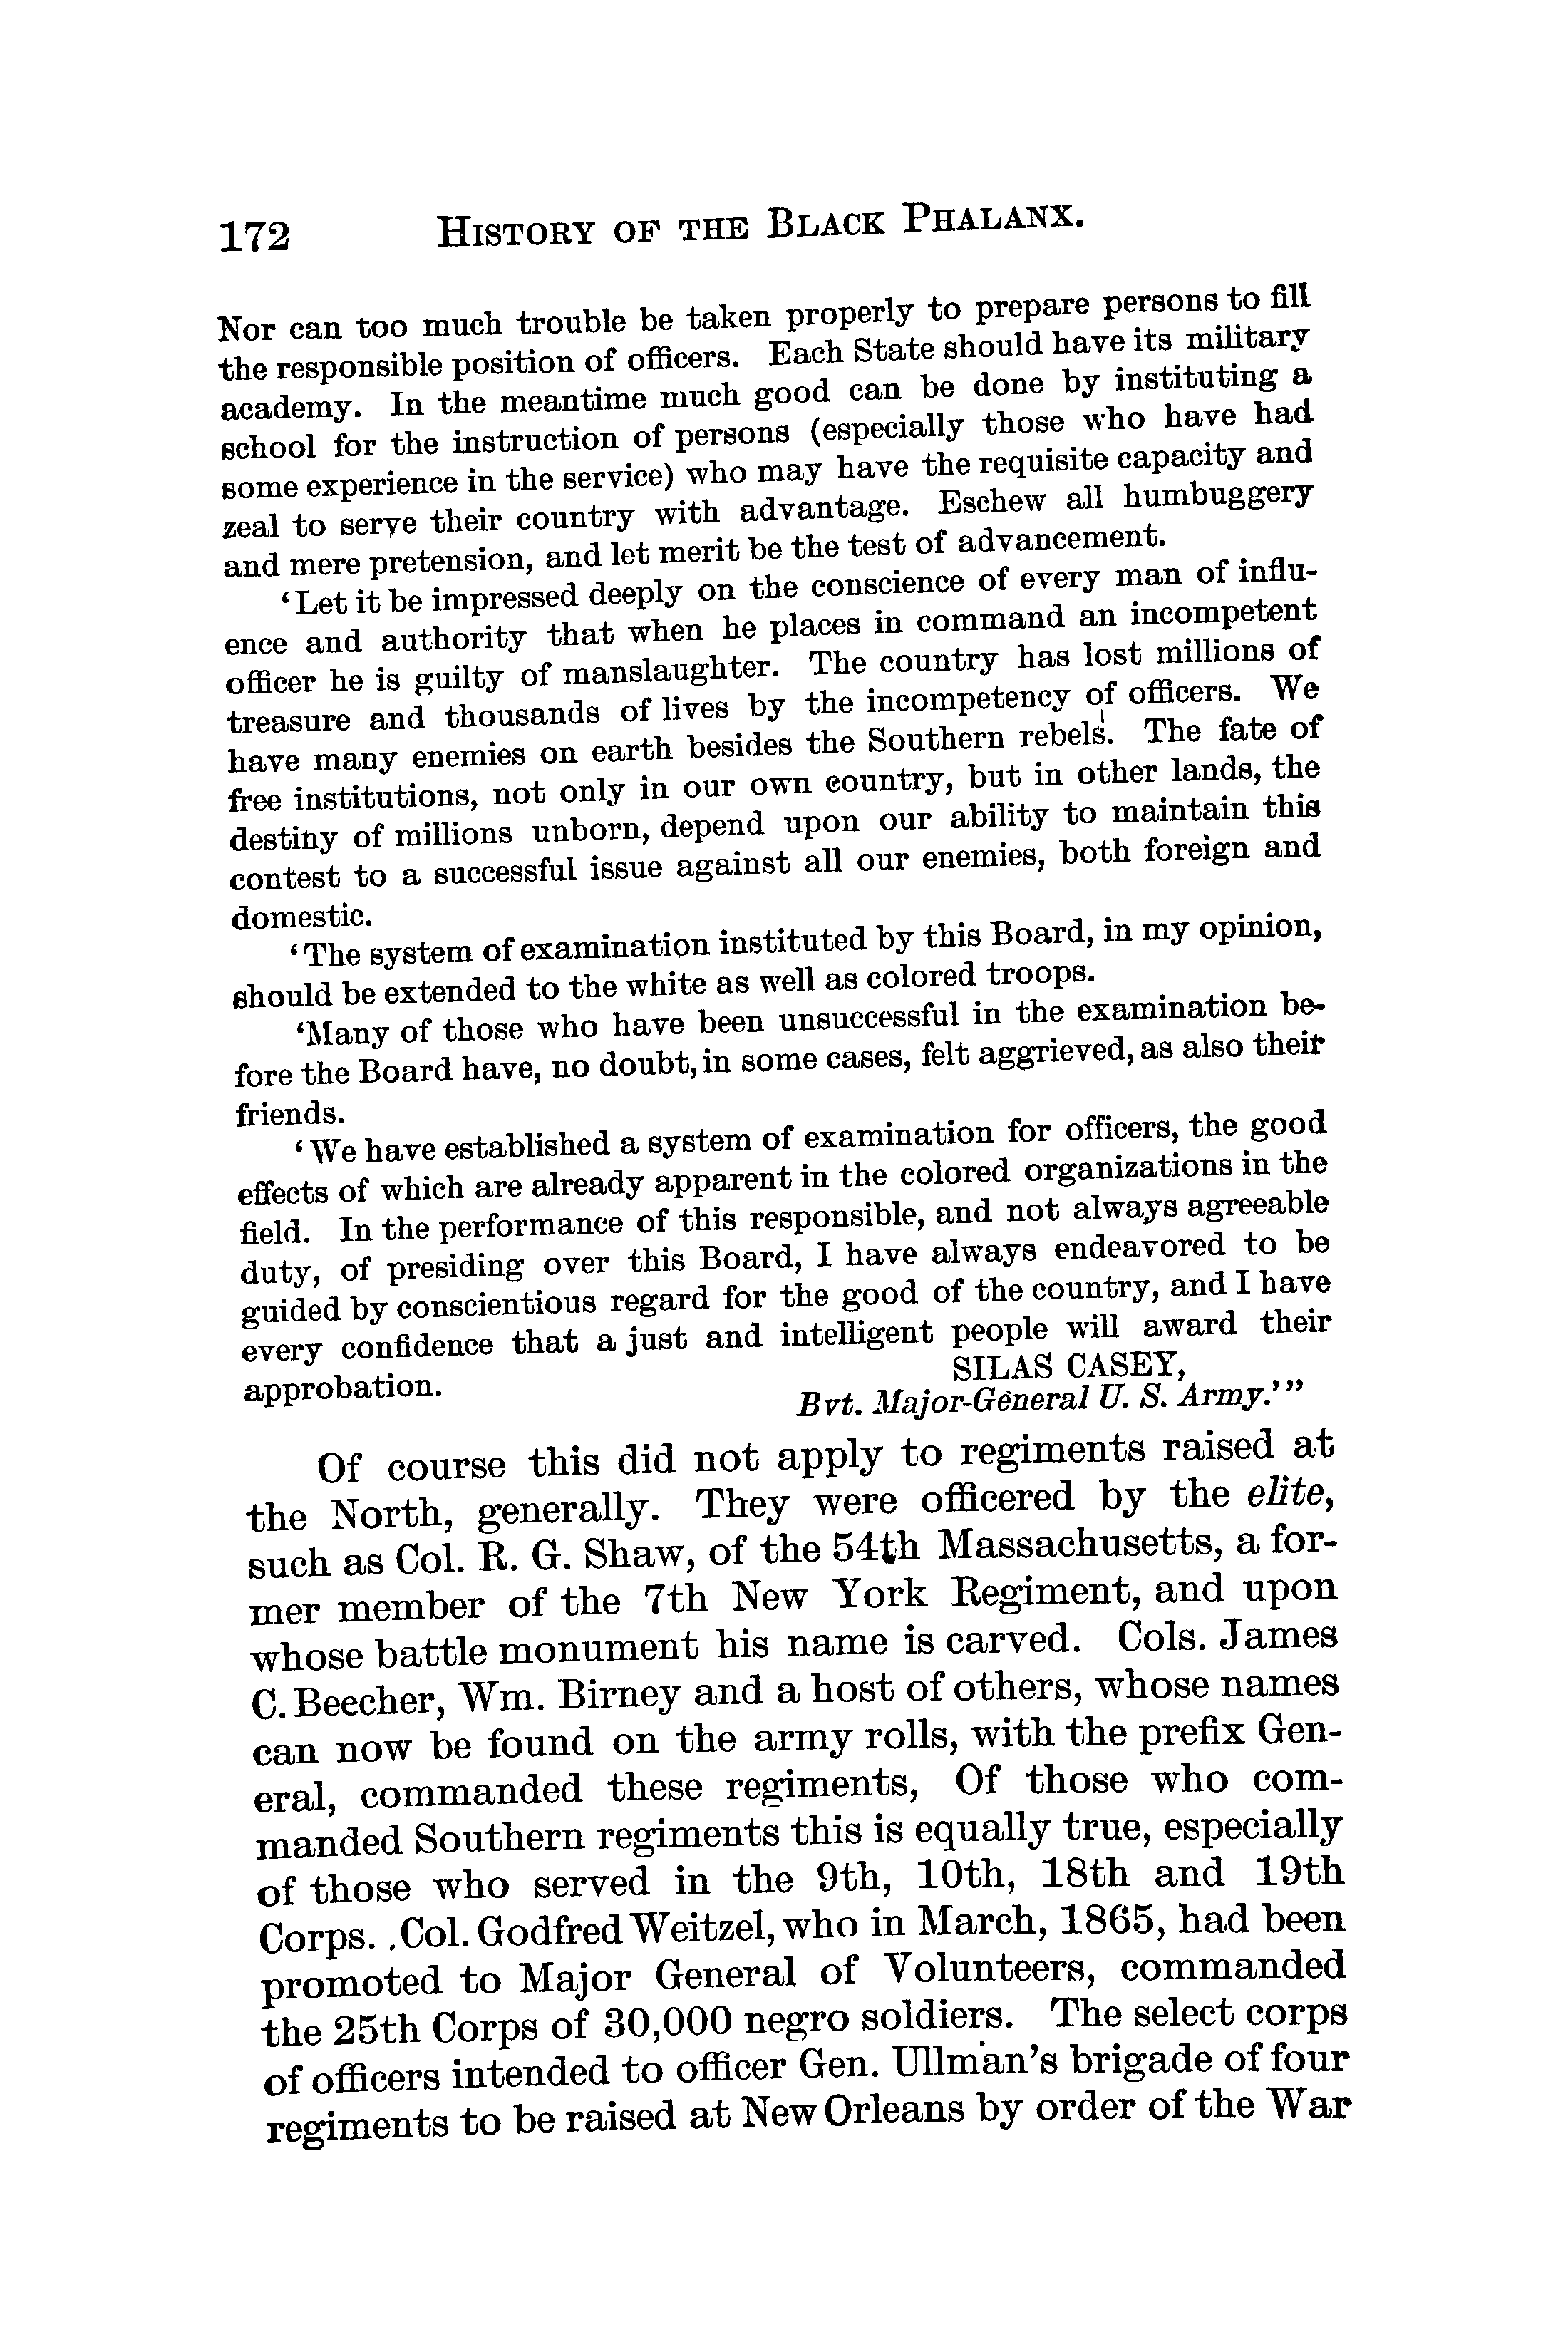 172 HISTORY OF THE BLACK PHALANX.
Nor can too much trouble be taken properly to prepare persons to fill
the responsible position of officers. Each State should have its military
academy. In the meantime much good can be done by instituting a
school for the instruction of persons (especially those who have had
some experience in the service) who may have the requisite capacity and
zeal to serve their country with advantage. Eschew all humbuggery
and mere pretension, and let merit be the test of advancement.
‘Let it be impressed deeply on the conscience of every man of influ-
ence and authority that when he places in command an incompetent
officer he is guilty of manslaughter. The country has lost millions of
treasure and thousands of lives by the incompetency of officers. We
have many enemies on earth besides the Southern rebels. The fate of
free institutions, not only in our own country, but in other lands, the
destiny of millions unborn, depend upon our ability to maintain this
contest to a successful issue against all our enemies, both foreign and
domestic.
‘The system of examination instituted by this Board, in my opinion,
should be extended to the white as well as colored troops.
‘Many of those who have been unsuccessful in the examination be-
fore the Board have, no doubt, in some cases, felt aggrieved, as also their
friends.
‘We have established a system of examination for officers, the good
effects of which are already apparent in the colored organizations in the
field. In the performance of this responsible, and not always agreeable
duty, of presiding over this Board, I have always endeavored to be
guided by conscientious regard for the good of the country, and I have
every confidence that a just and intelligent people will award their
approbation. SILAS CASEY,
Bvt. Major-General U. S. Army.’”
Of course this did not apply to regiments raised at
the North, generally. They were officered by the elite,
such as Col. R. G. Shaw, of the 54th Massachusetts, a for-
mer member of the 7th New York Regiment, and upon
whose battle monument his name is carved. Cols. James
C. Beecher, Wm. Birney and a host of others, whose names
can now be found on the army rolls, with the prefix Gen-
eral, commanded these regiments, Of those who com-
manded Southern regiments this is equally true, especially
of those who served in the 9th, 10th, 18th and 19th
Corps. .Col. Godfred Weitzel, who in March, 1865, had been
promoted to Major General of Volunteers, commanded
the 25th Corps of 30,000 negro soldiers. The select corps
of officers intended to officer Gen. Ullman’s brigade of four
regiments to be raised at New Orleans by order of the War